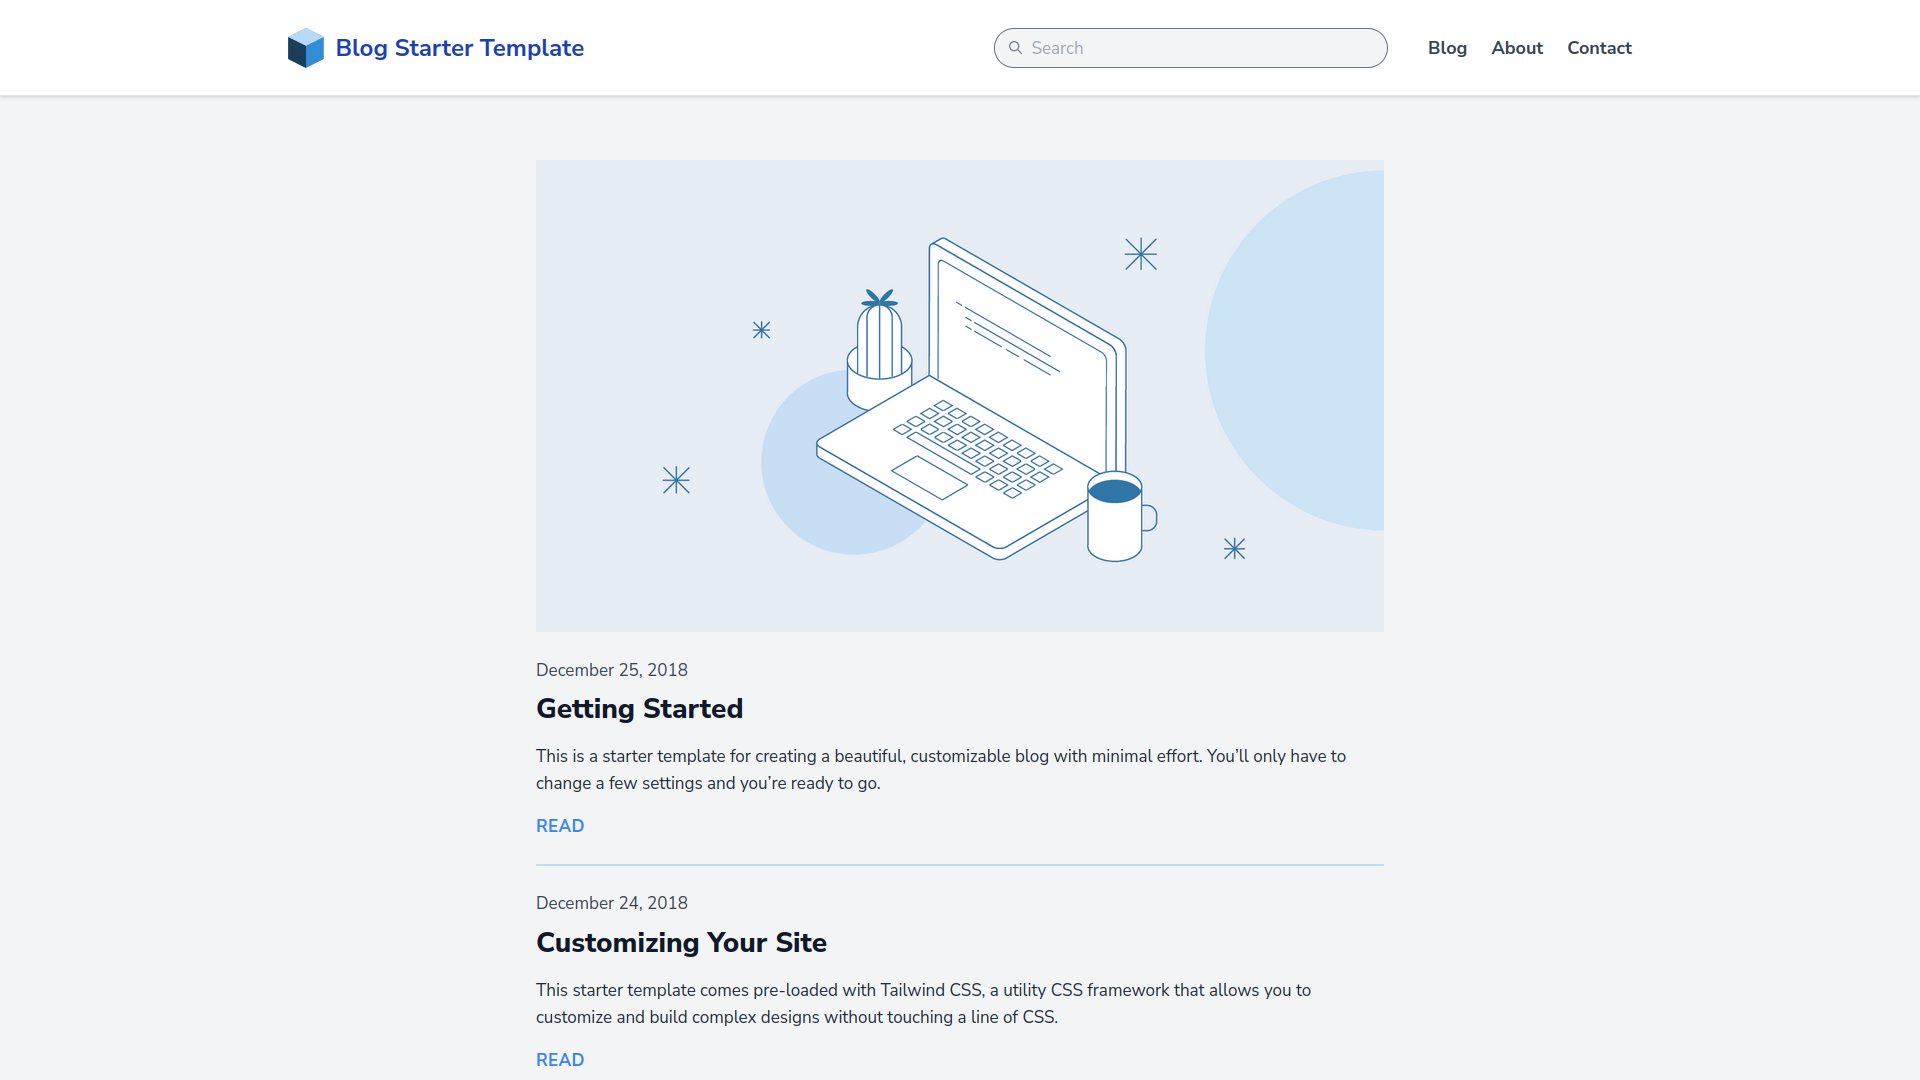 Blog Starter Template
Search
Blog
About
Contact
December 25, 2018
Getting Started
This is a starter template for creating a beautiful, customizable blog with minimal effort. You’ll only have to
change a few settings and you’re ready to go.
READ
December 24, 2018
Customizing Your Site
This starter template comes pre-loaded with Tailwind CSS, a utility CSS framework that allows you to
customize and build complex designs without touching a line of CSS.
READ